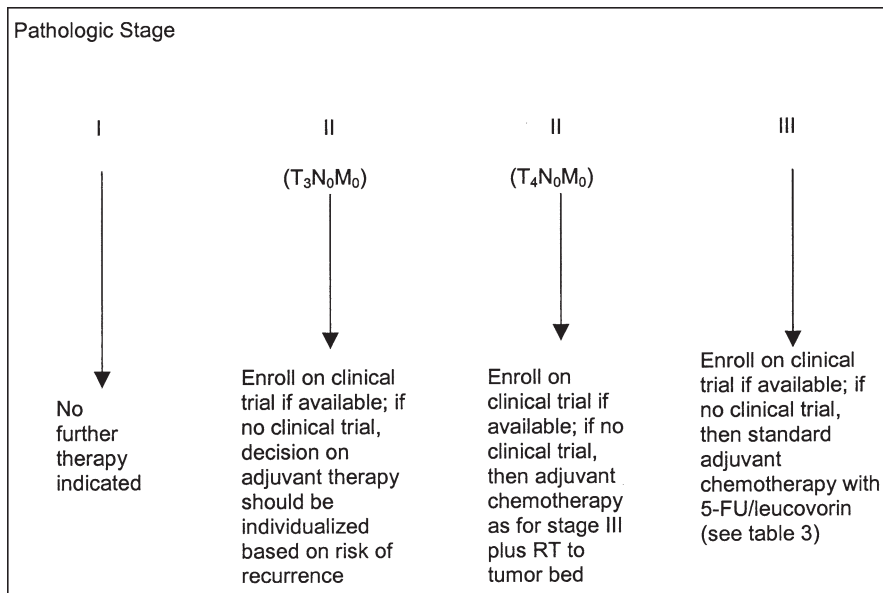 Pathologic Stage
I
II
(T₃N₀M₀)
II
(T₄N₀M₀)
III
No
further
therapy
indicated
Enroll on clinical
trial if available; if
no clinical trial,
decision on
adjuvant therapy
should be
individualized
based on risk of
recurrence
Enroll on
clinical trial if
available; if no
clinical trial,
then adjuvant
chemotherapy
as for stage III
plus RT to
tumor bed
Enroll on clinical
trial if available; if
no clinical trial,
then standard
adjuvant
chemotherapy with
5-FU/leucovorin
(see table 3)